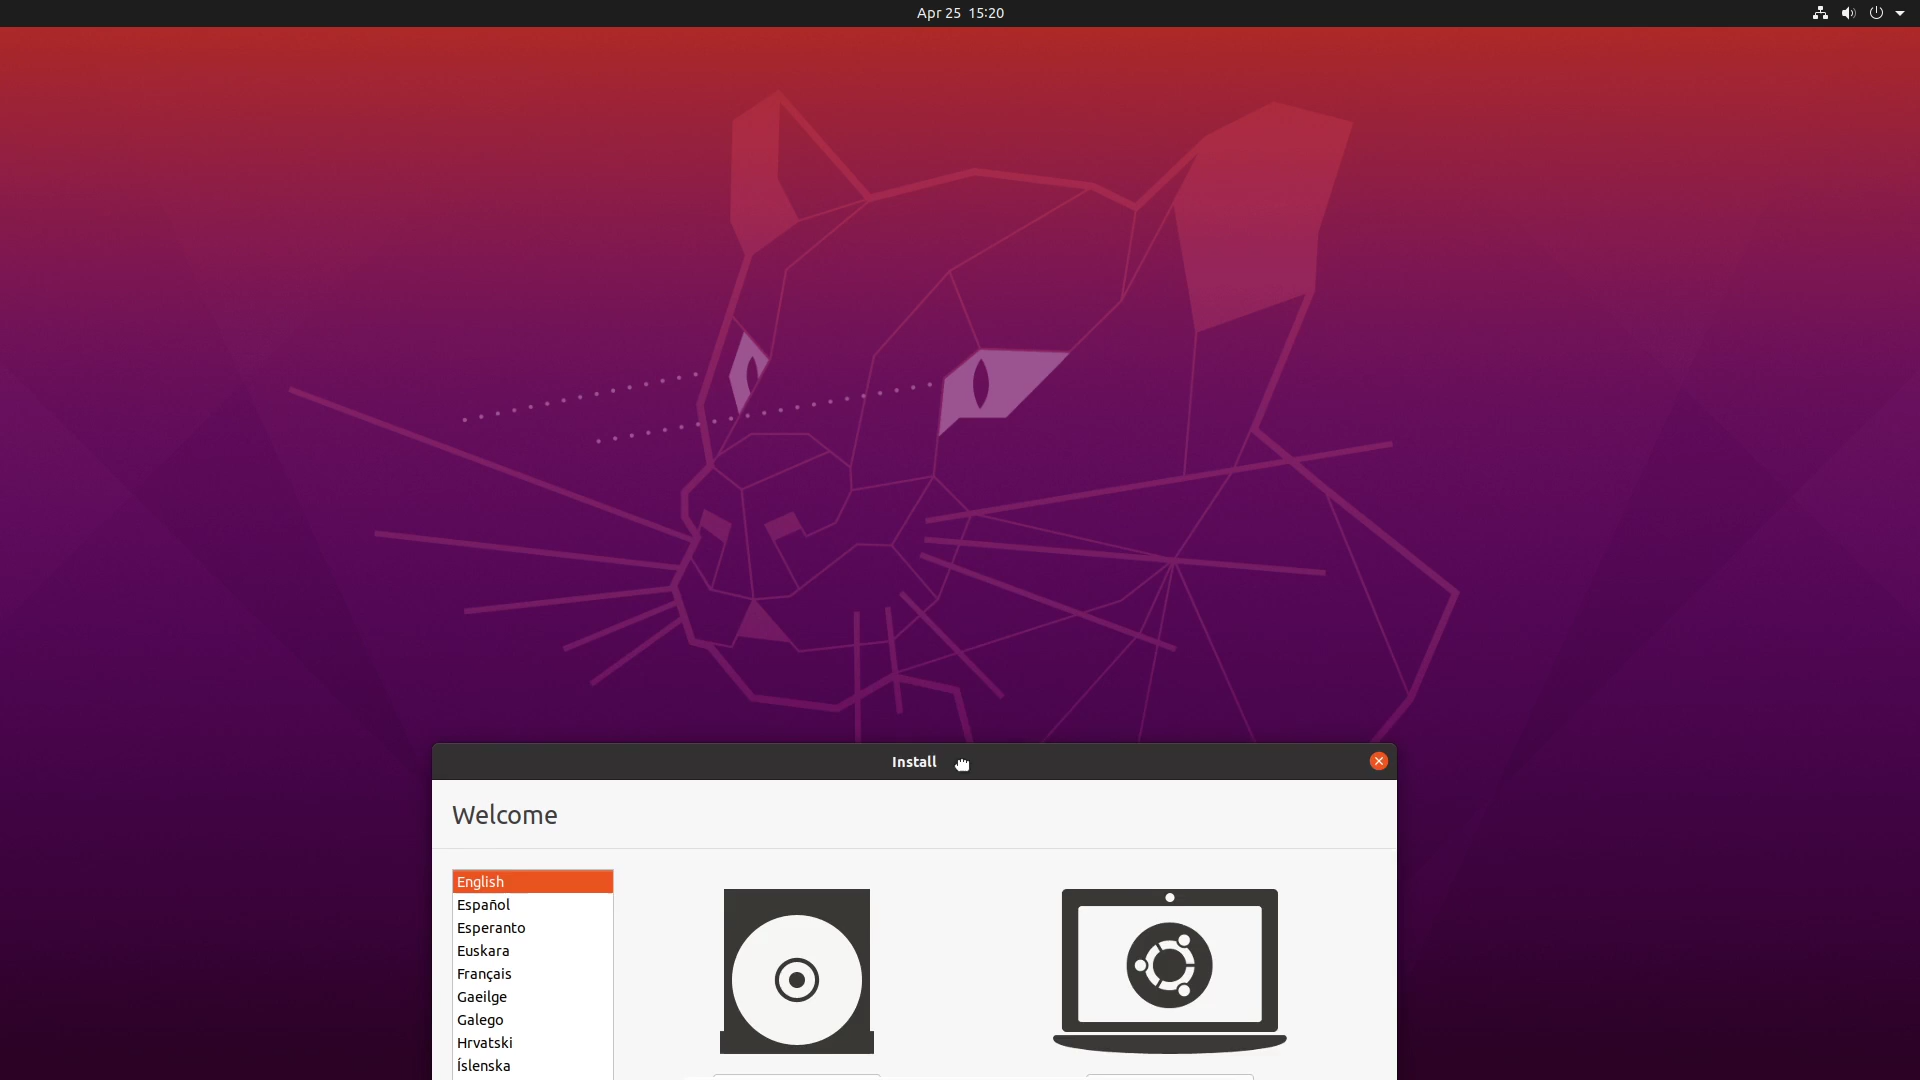 Apr 25 15:20
Install
Welcome
English
Español
Esperanto
Euskara
Français
Gaeilge
Galego
Hrvatski
Íslenska